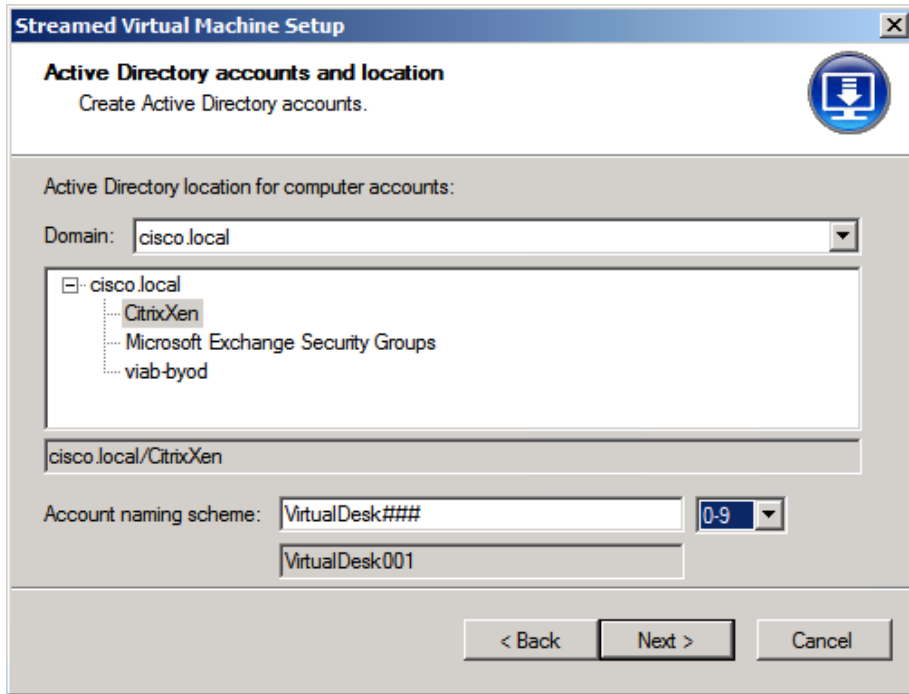 Streamed Virtual Machine Setup
Active Directory accounts and location
Create Active Directory accounts.
Active Directory location for computer accounts:
Domain: cisco.local
cisco.local
CitrixXen
Microsoft Exchange Security Groups
viab-byod
cisco.local/CitrixXen
Account naming scheme: VirtualDesk### 0-9
VirtualDesk001
< Back Next > Cancel